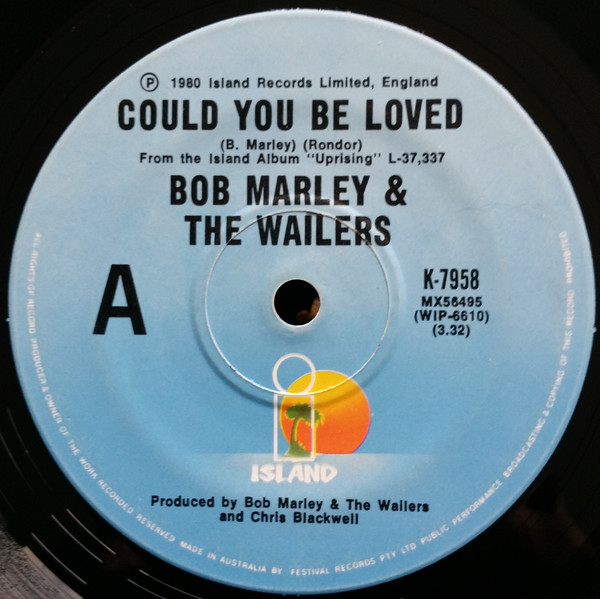 ℗ 1980 Island Records Limited, England
COULD YOU BE LOVED
(B. Marley) (Rondor)
From the Island Album "Uprising" L-37,337
BOB MARLEY &
THE WAILERS
A
K-7958
MX56495
(WIP-6610)
(3.32)
ISLAND
Produced by Bob Marley & The Wailers
and Chris Blackwell
ALL RIGHTS OF RECORD PRODUCER & OWNER OF THE WORK RECORDED RESERVED MADE IN AUSTRALIA BY FESTIVAL RECORDS PTY LTD PUBLIC PERFORMANCE BROADCASTING & COPYING OF THIS RECORD PROHIBITED